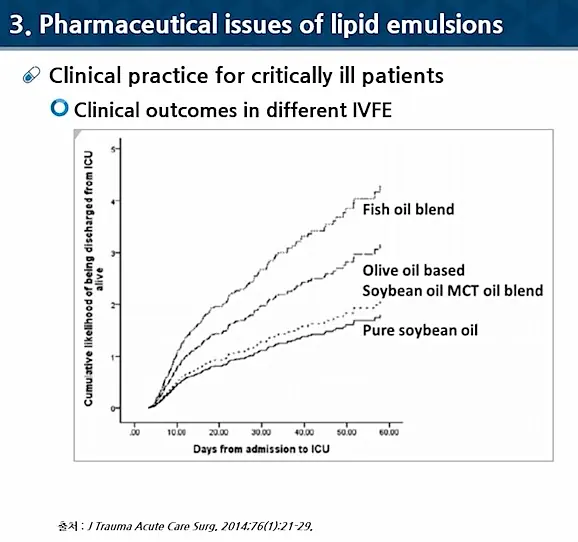 3. Pharmaceutical issues of lipid emulsions
Clinical practice for critically ill patients
Clinical outcomes in different IVFE
Cumulative likelihood of being discharged from ICU
alive
5
4
3
2
1
0
Fish oil blend
Olive oil based
Soybean oil MCT oil blend
Pure soybean oil
.00 10.00 20.00 30.00 40.00 50.00 60.00
Days from admission to ICU
출처 : J Trauma Acute Care Surg. 2014;76(1):21-29.